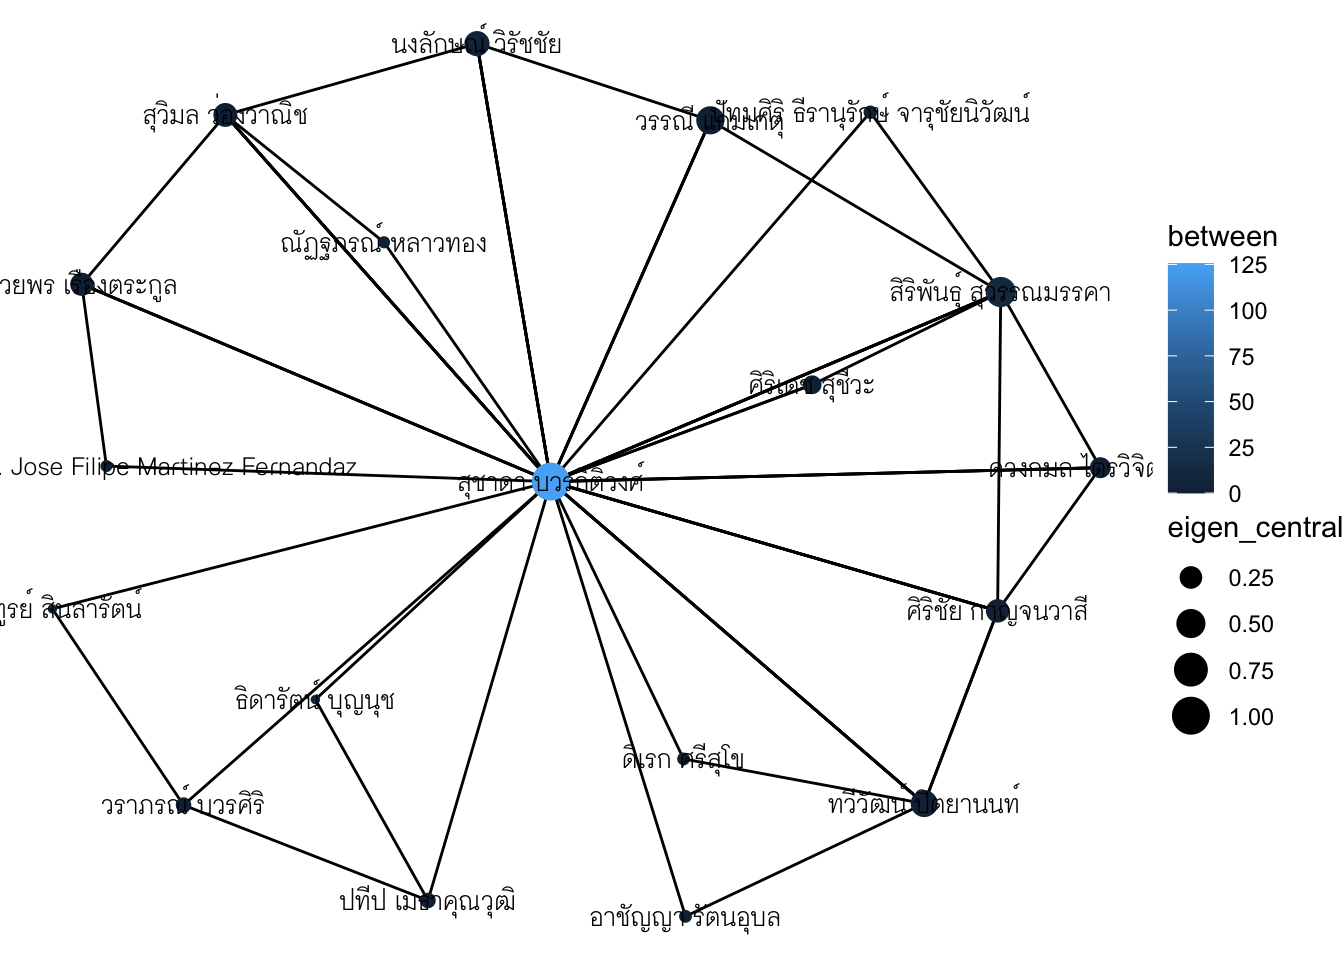 นงลักษณ์ วิรัชชัย
สุวิมล ว่องวาณิช
วรรณี แกมเกตุ
ปัทมศิริ ธีรานุรักษ์ จารุชัยนิวัฒน์
ณัฏฐภรณ์ หลาวทอง
วยพร เรืองตระกูล
สิริพันธุ์ สุวรรณมรรคา
ศิริเดช สุชีวะ
. Jose Filipe Martinez Fernandaz
สุชาดา บวรกิติวงศ์
ดวงกมล ไตรวิจิต
ศิริชัย กาญจนวาสี
ทูรย์ สินลารัตน์
ธิดารัตน์ บุญนุช
ดิเรก ศรีสุโข
วราภรณ์ บวรศิริ
ทวีวัฒน์ ปิตยานนท์
ปทีป เมธาคุณวุฒิ
อาชัญญา รัตนอุบล
between
125
100
75
50
25
0
eigen_central
0.25
0.50
0.75
1.00